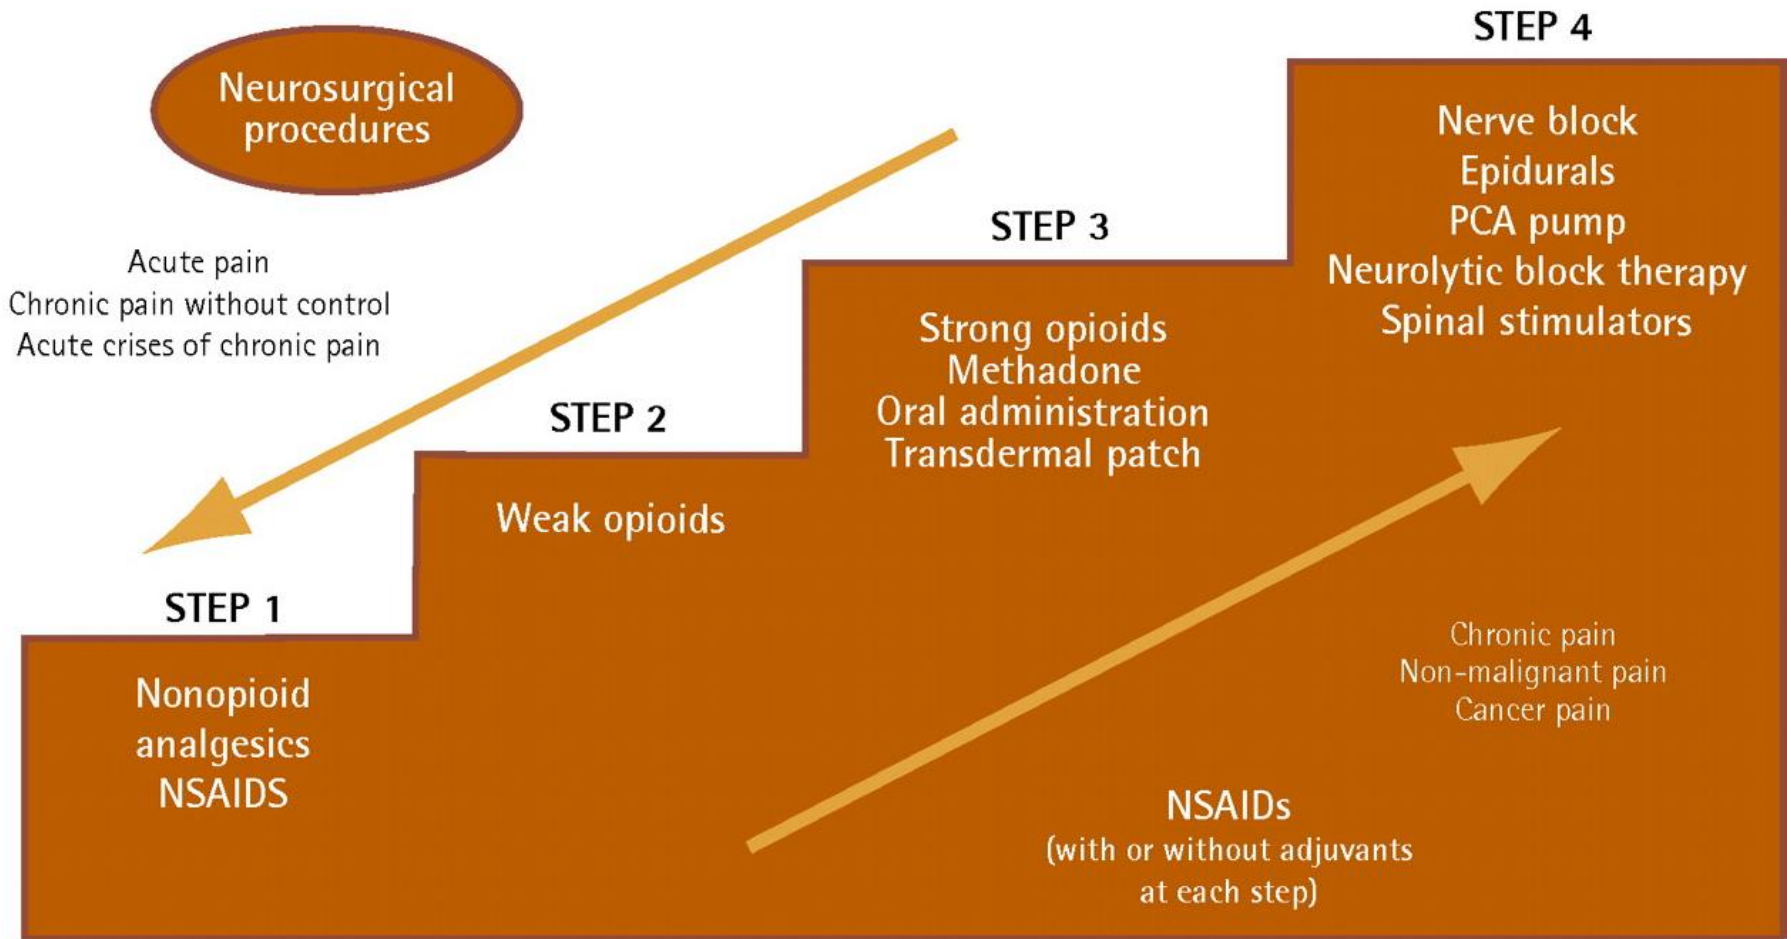 Neurosurgical
procedures
Acute pain
Chronic pain without control
Acute crises of chronic pain
STEP 1
Nonopioid
analgesics
NSAIDS
STEP 2
Weak opioids
STEP 3
Strong opioids
Methadone
Oral administration
Transdermal patch
STEP 4
Nerve block
Epidurals
PCA pump
Neurolytic block therapy
Spinal stimulators
Chronic pain
Non-malignant pain
Cancer pain
NSAIDs
(with or without adjuvants
at each step)